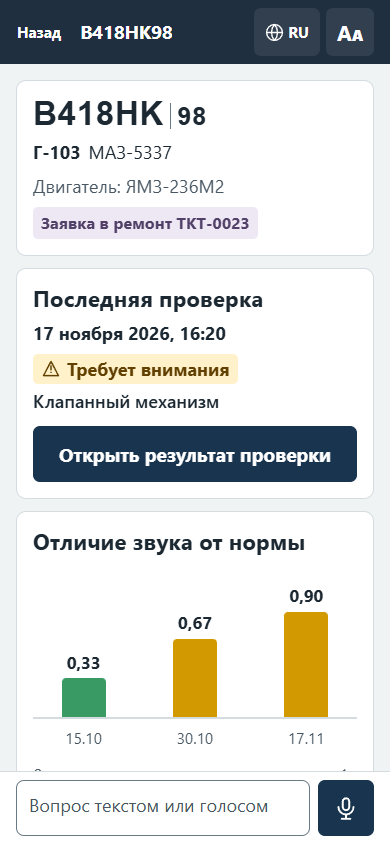 Назад
В418НК98
RU
Aa
В418НК
98
Г-103 МАЗ-5337
Двигатель: ЯМЗ-236М2
Заявка в ремонт ТКТ-0023
Последняя проверка
17 ноября 2026, 16:20
Требует внимания
Клапанный механизм
Открыть результат проверки
Отличие звука от нормы
0,33
0,67
0,90
15.10
30.10
17.11
Вопрос текстом или голосом